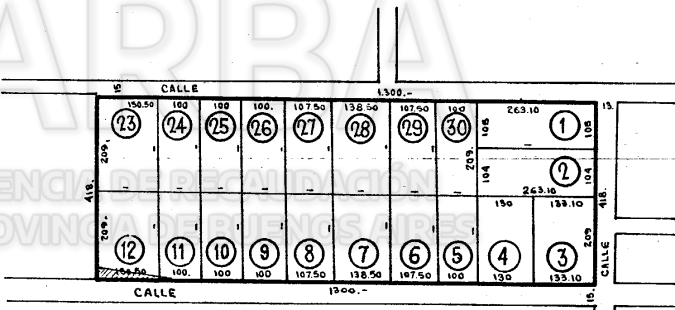 ARBA
15 CALLE 1.300.-
150.50 100 100 100. 107.50 138.50 107.50 100 263.10 13.
23 24 25 26 27 28 29 30 105 1 105
209. 209. 104 2 104
263.10
ENCIA DE RECAUDACIÓN
418. 130 133.10 418.
PROVINCIA DE BUENOS AIRES
209. 209
12 11 10 9 8 7 6 5 4 3
150.50 100. 100 100 107.50 138.50 107.50 100 130 133.10
CALLE 1300.- 15. CALLE